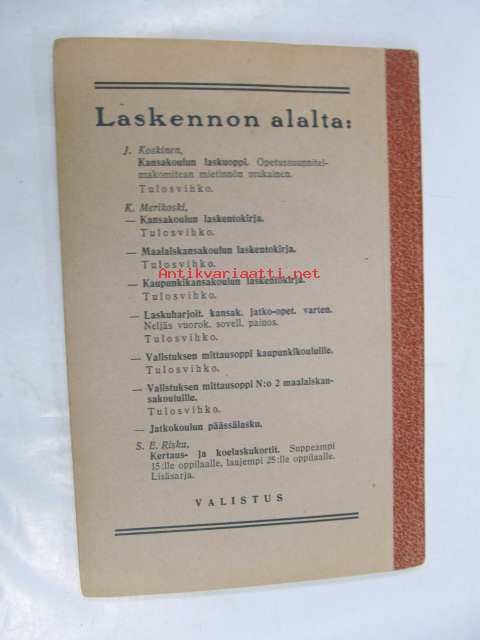 Laskennon alalta:
J. Koskinen,
Kansakoulun laskuoppi. Opetussuunnitel-
makomitean mietinnön mukainen.
Tulosvihko.
K. Merikoski,
— Kansakoulun laskentokirja.
Tulosvihko.
— Maalaiskansakoulun laskentokirja.
Tulosvihko.
Antikvariaatti.net
— Kaupunkikansakoulun laskentokirja.
Tulosvihko.
— Laskuharjoit. kansak. jatko-opet. varten.
Neljäs vuorok. sovell. painos.
Tulosvihko.
— Valistuksen mittausoppi kaupunkikouluille.
Tulosvihko.
— Valistuksen mittausoppi N:o 2 maalaiskan-
sakouluille.
Tulosvihko.
— Jatkokoulun päässälasku.
S. E. Risku,
Kertaus- ja koelaskukortit. Suppeampi
15:lle oppilaalle, laajempi 25:lle oppilaalle.
Lisäsarja.
VALISTUS